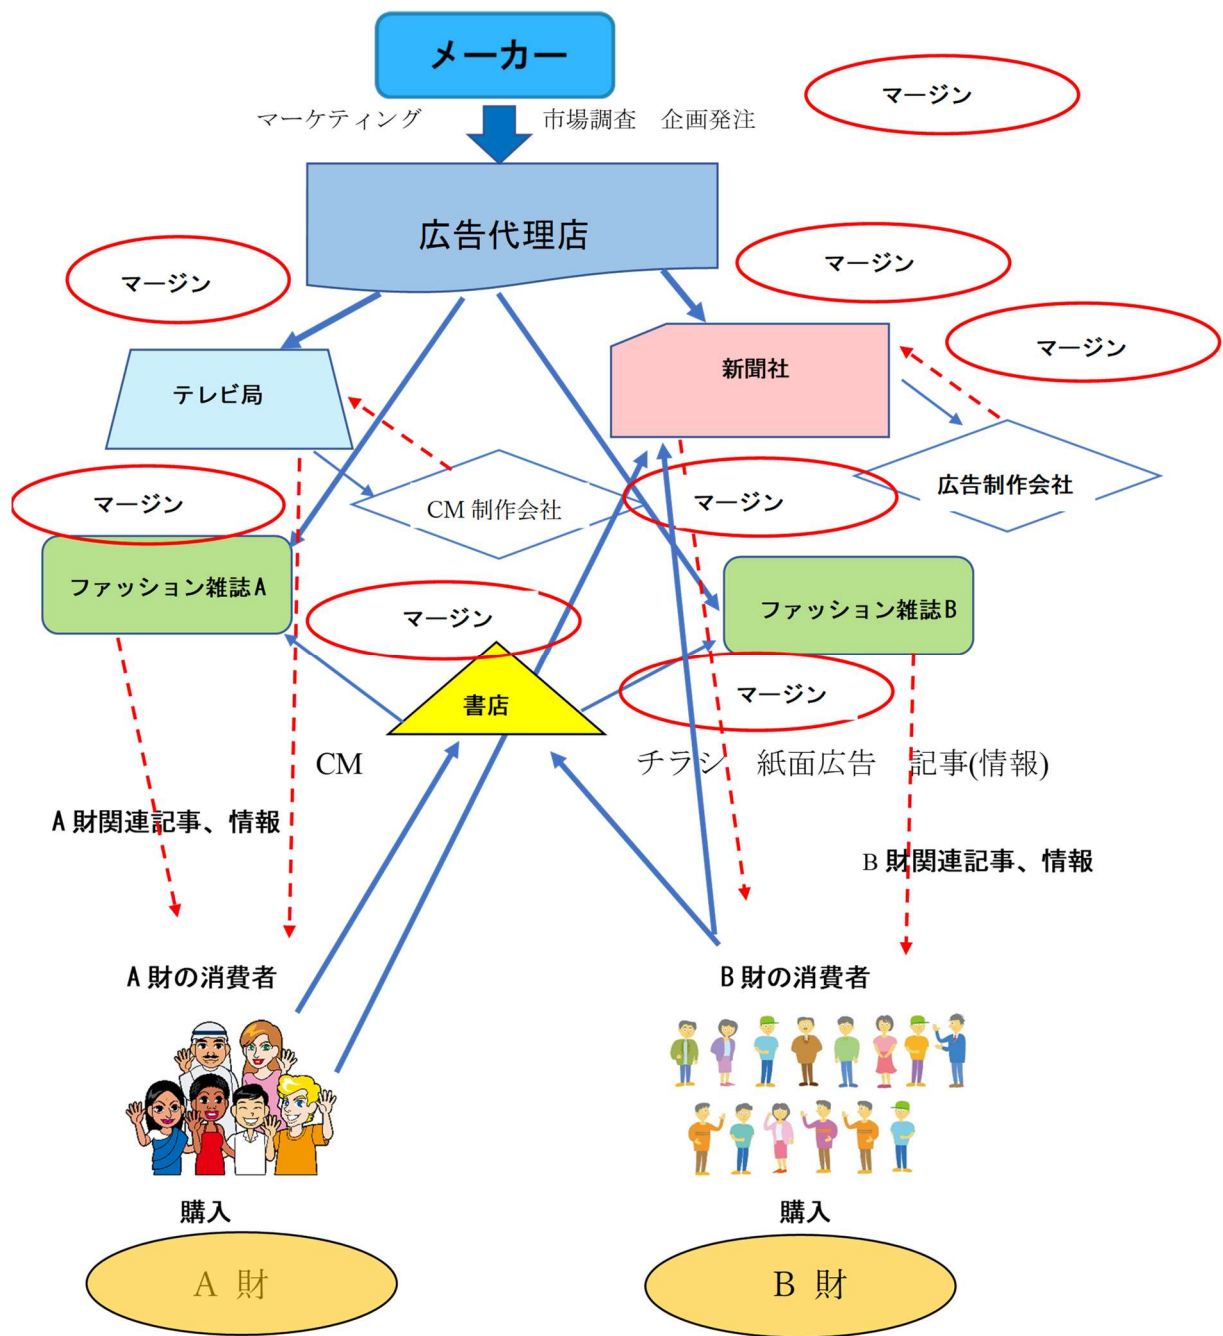 メーカー
マージン
マーケティング
市場調査　企画発注
広告代理店
マージン
マージン
マージン
新聞社
テレビ局
広告制作会社
マージン
マージン
CM 制作会社
ファッション雑誌A
ファッション雑誌B
マージン
マージン
書店
CM
チラシ　紙面広告　記事(情報)
A 財関連記事、情報
B 財関連記事、情報
A 財の消費者
B 財の消費者
購入
購入
A 財
B 財